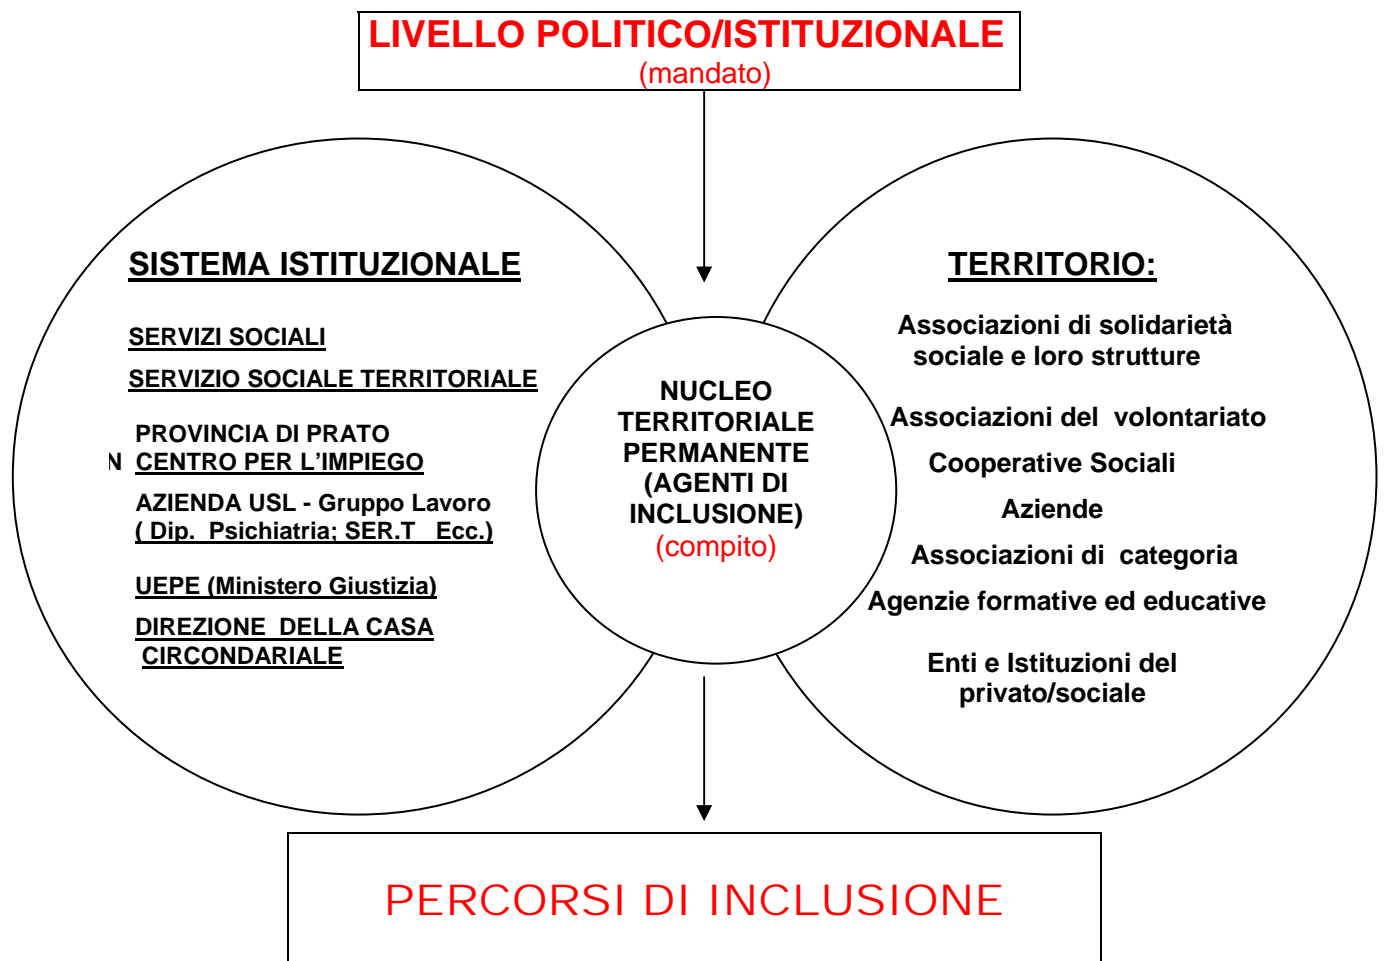 LIVELLO POLITICO/ISTITUZIONALE
(mandato)
SISTEMA ISTITUZIONALE
SERVIZI SOCIALI
SERVIZIO SOCIALE TERRITORIALE
PROVINCIA DI PRATO
N CENTRO PER L’IMPIEGO
AZIENDA USL - Gruppo Lavoro
( Dip. Psichiatria; SER.T Ecc.)
UEPE (Ministero Giustizia)
DIREZIONE DELLA CASA
CIRCONDARIALE
NUCLEO
TERRITORIALE
PERMANENTE
(AGENTI DI
INCLUSIONE)
(compito)
TERRITORIO:
Associazioni di solidarietà
sociale e loro strutture
Associazioni del volontariato
Cooperative Sociali
Aziende
Associazioni di categoria
Agenzie formative ed educative
Enti e Istituzioni del
privato/sociale
PERCORSI DI INCLUSIONE